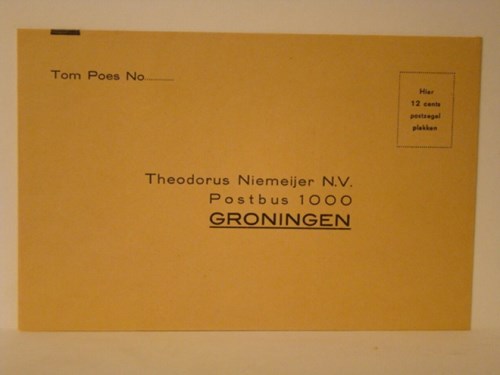 Tom Poes No..........
Hier
12 cents
postzegel
plakken
Theodorus Niemeijer N.V.
Postbus 1000
GRONINGEN